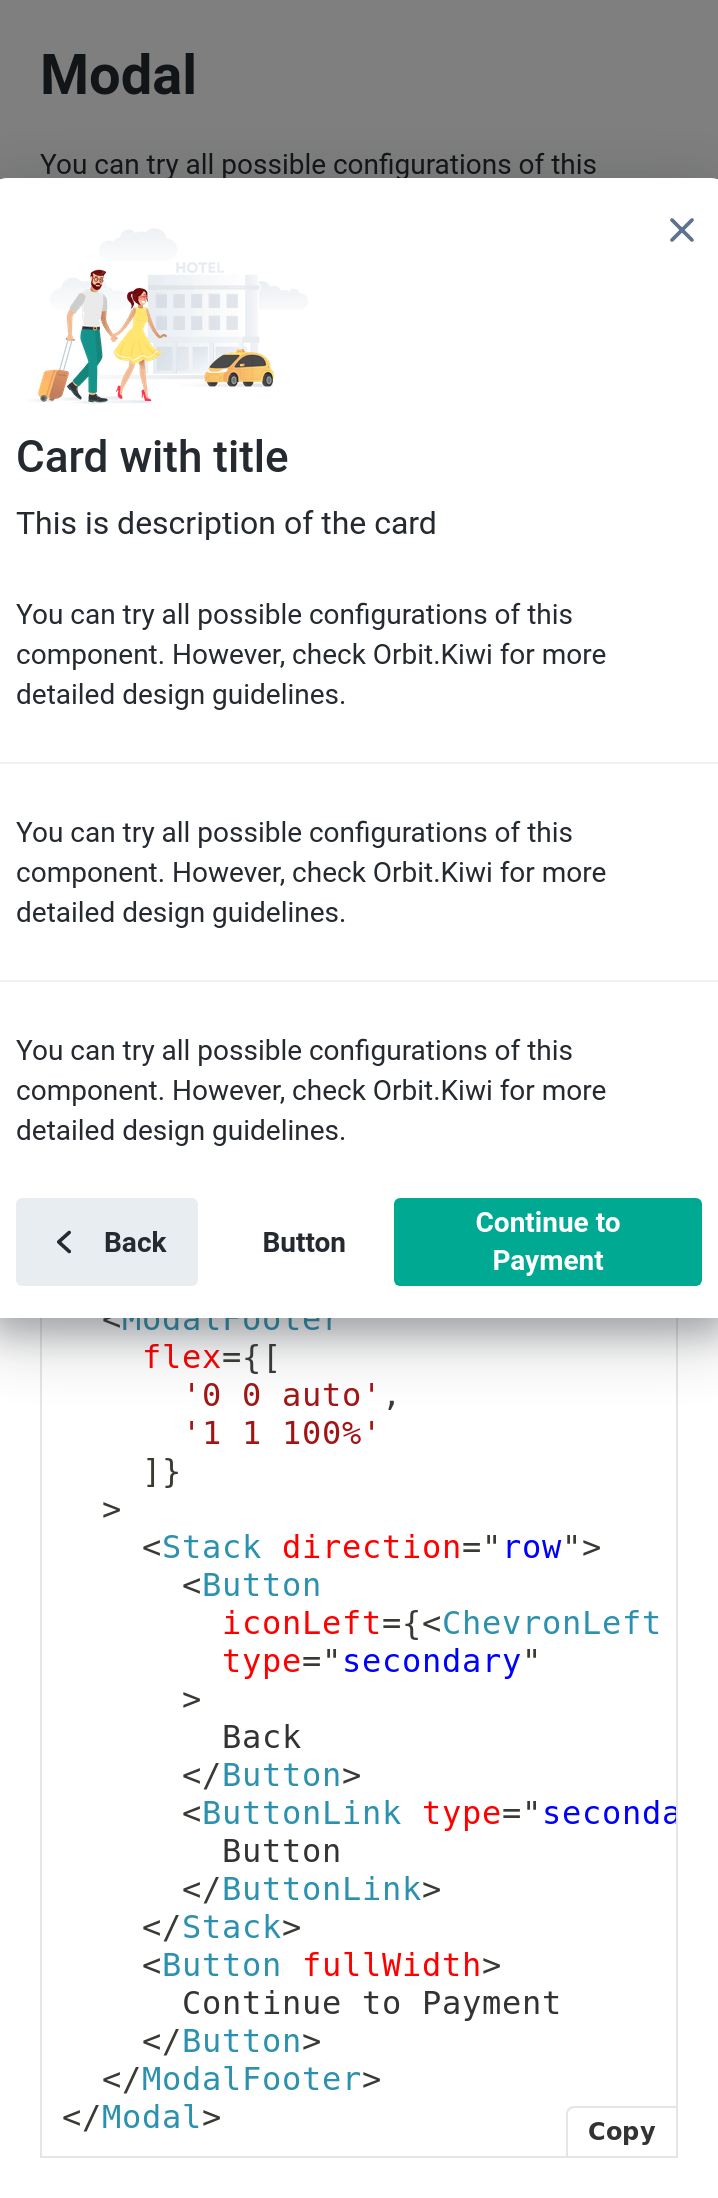 Modal
You can try all possible configurations of this
HOTEL
Card with title
This is description of the card
You can try all possible configurations of this
component. However, check Orbit.Kiwi for more
detailed design guidelines.
You can try all possible configurations of this
component. However, check Orbit.Kiwi for more
detailed design guidelines.
You can try all possible configurations of this
component. However, check Orbit.Kiwi for more
detailed design guidelines.
Back
Button
Continue to
Payment
<ModalFooter
flex={[
'0 0 auto',
'1 1 100%'
]}
>
<Stack direction="row">
<Button
iconLeft={<ChevronLeft
type="secondary"
>
Back
</Button>
<ButtonLink type="seconda
Button
</ButtonLink>
</Stack>
<Button fullWidth>
Continue to Payment
</Button>
</ModalFooter>
</Modal>
Copy